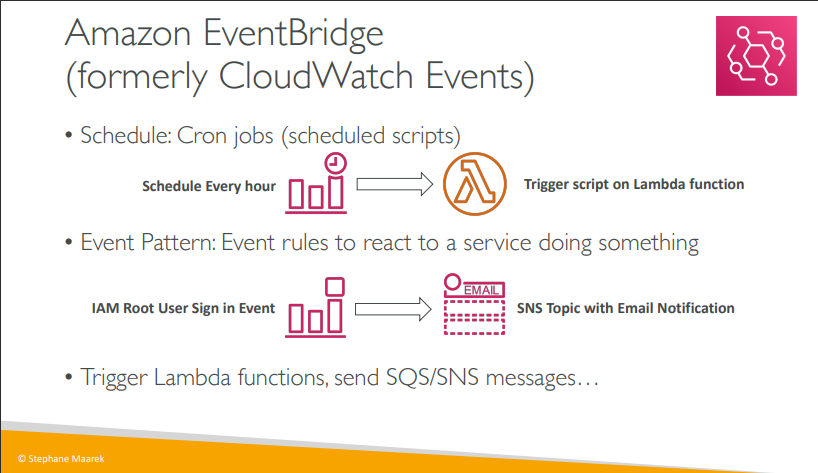 Amazon EventBridge
(formerly CloudWatch Events)
• Schedule: Cron jobs (scheduled scripts)
Schedule Every hour
Trigger script on Lambda function
• Event Pattern: Event rules to react to a service doing something
IAM Root User Sign in Event
EMAIL
SNS Topic with Email Notification
• Trigger Lambda functions, send SQS/SNS messages…
© Stephane Maarek